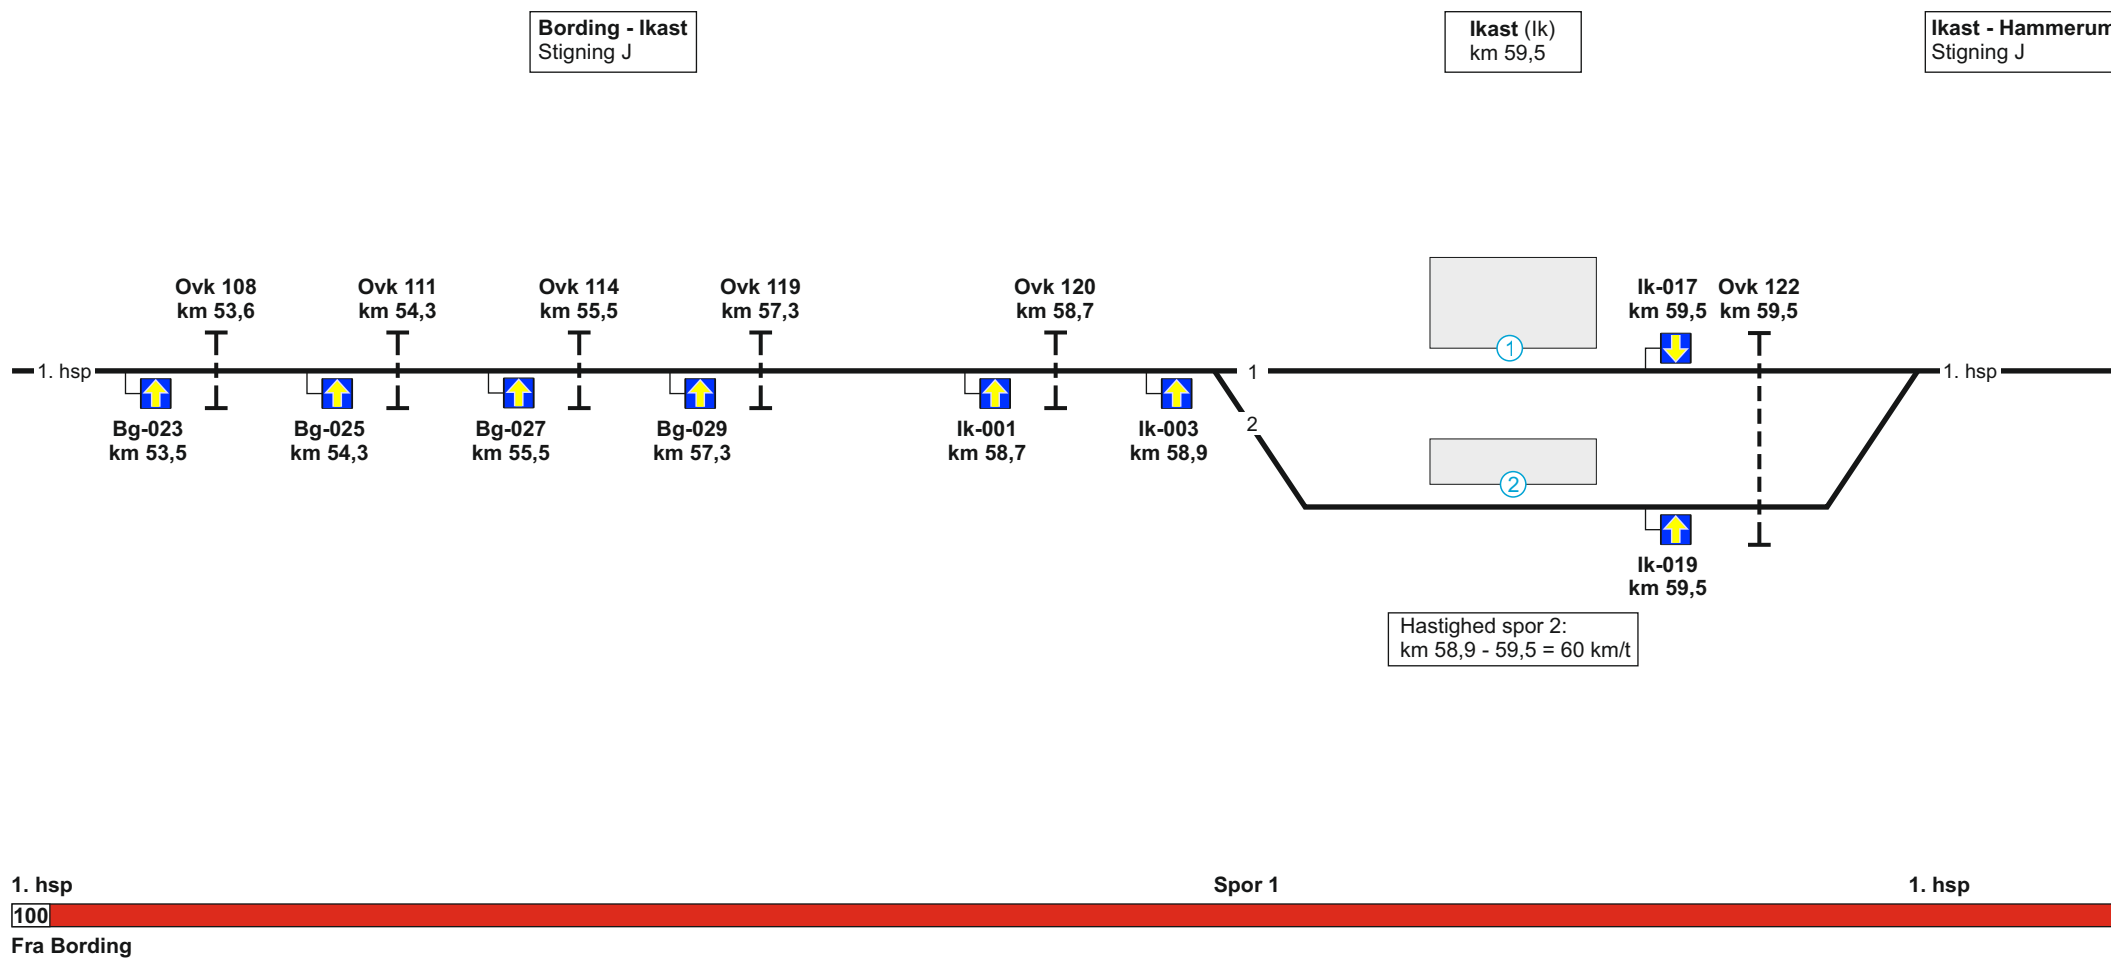 Bording - Ikast
Stigning J
Ikast (Ik)
km 59,5
Ikast - Hammerum
Stigning J
Ovk 108
km 53,6
Ovk 111
km 54,3
Ovk 114
km 55,5
Ovk 119
km 57,3
Ovk 120
km 58,7
Ik-017
km 59,5
Ovk 122
km 59,5
1
1. hsp
1
1. hsp
Bg-023
km 53,5
Bg-025
km 54,3
Bg-027
km 55,5
Bg-029
km 57,3
Ik-001
km 58,7
Ik-003
km 58,9
2
2
Ik-019
km 59,5
Hastighed spor 2:
km 58,9 - 59,5 = 60 km/t
1. hsp
Spor 1
1. hsp
100
Fra Bording